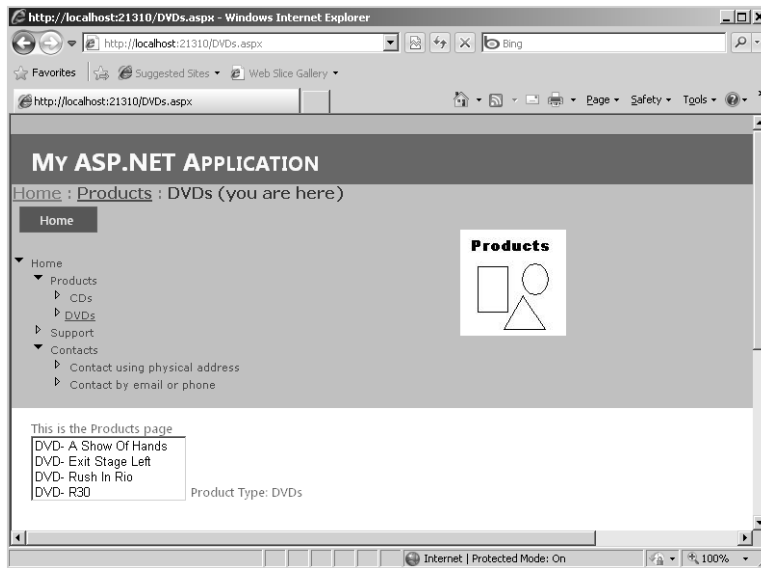 http://localhost:21310/DVDs.aspx - Windows Internet Explorer
http://localhost:21310/DVDs.aspx
Bing
Favorites Suggested Sites Web Slice Gallery
http://localhost:21310/DVDs.aspx
Page Safety Tools
My ASP.NET Application
Home : Products : DVDs (you are here)
Home
Products
Home
Products
CDs
DVDs
Support
Contacts
Contact using physical address
Contact by email or phone
This is the Products page
DVD- A Show Of Hands
DVD- Exit Stage Left
DVD- Rush In Rio
DVD- R30
Product Type: DVDs
Internet | Protected Mode: On
100%